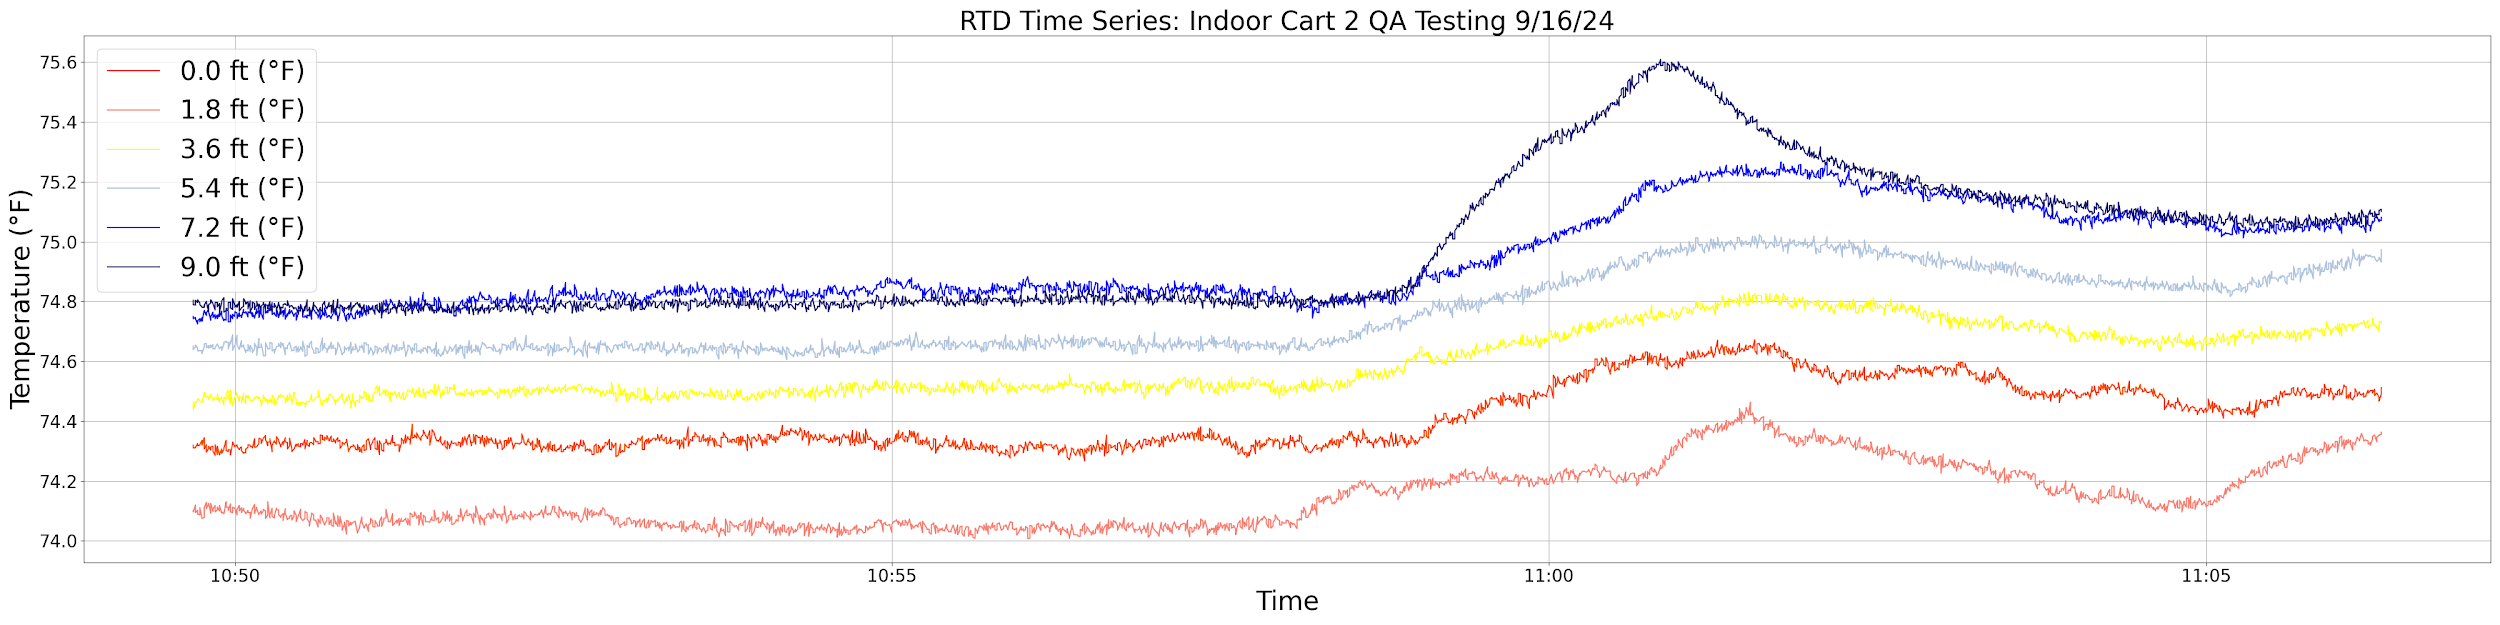 RTD Time Series: Indoor Cart 2 QA Testing 9/16/24
0.0 ft (°F)
1.8 ft (°F)
3.6 ft (°F)
5.4 ft (°F)
7.2 ft (°F)
9.0 ft (°F)
Temperature (°F)
75.6
75.4
75.2
75.0
74.8
74.6
74.4
74.2
74.0
10:50
10:55
11:00
11:05
Time